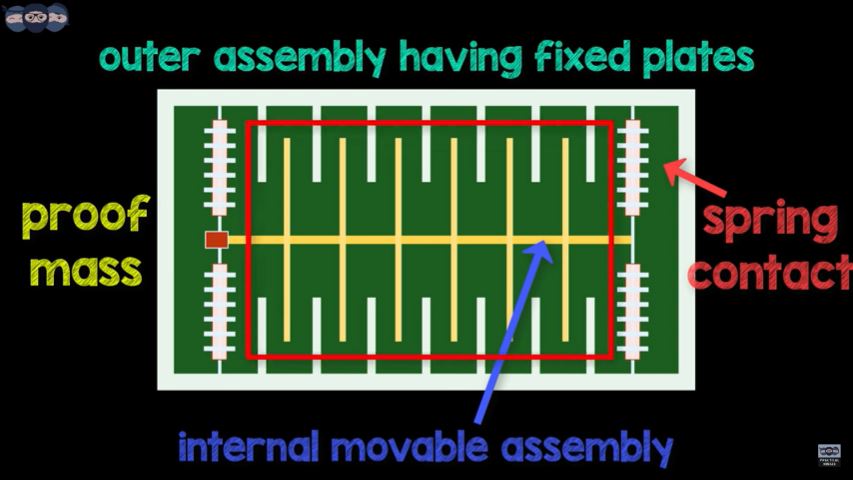 outer assembly having fixed plates
proof
mass
spring
contact
internal movable assembly